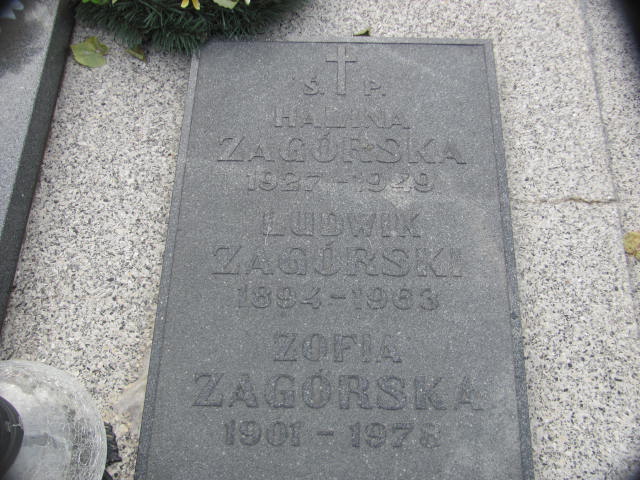 Ś. P.
HALINA
ZAGÓRSKA
1927-1949
LUDWIK
ZAGÓRSKI
1894-1963
ZOFIA
ZAGÓRSKA
1901-1978